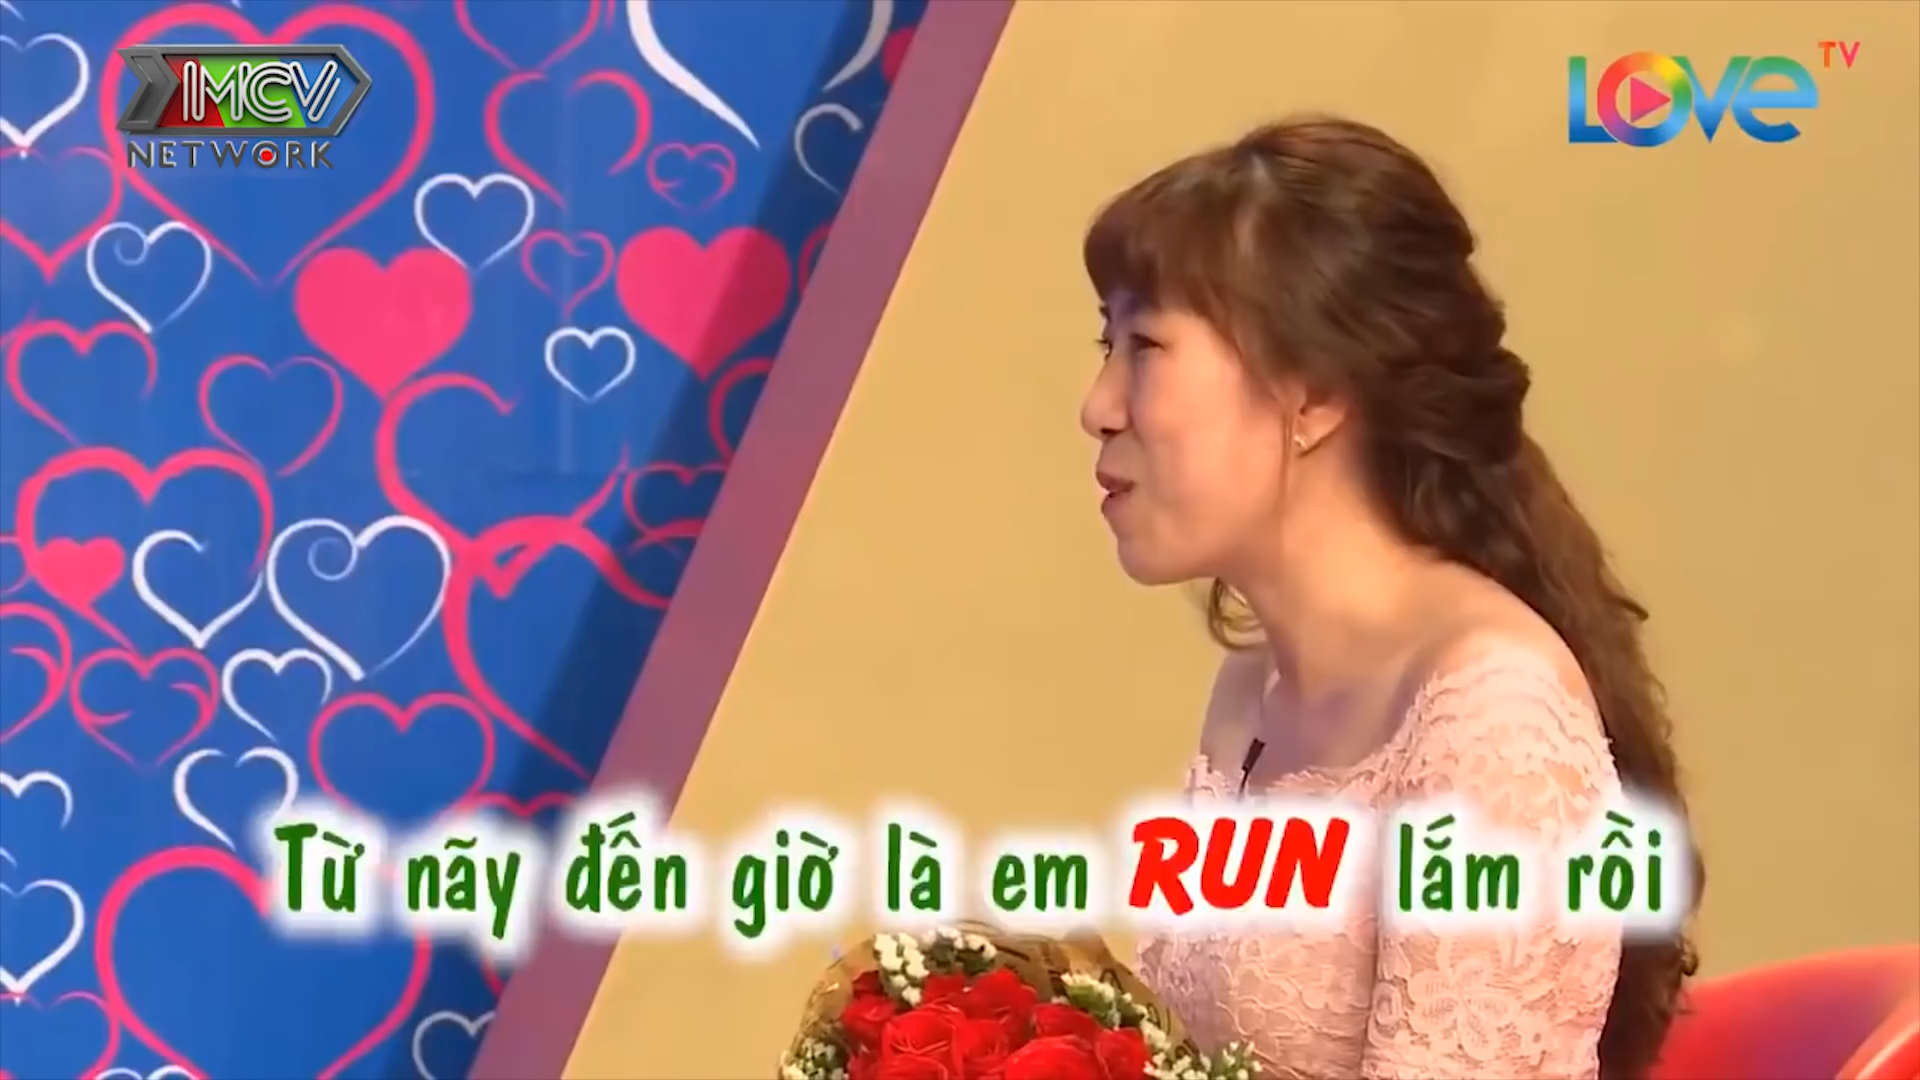 MCV
NETWORK
LOVE TV
Từ nãy đến giờ là em RUN lắm rồi